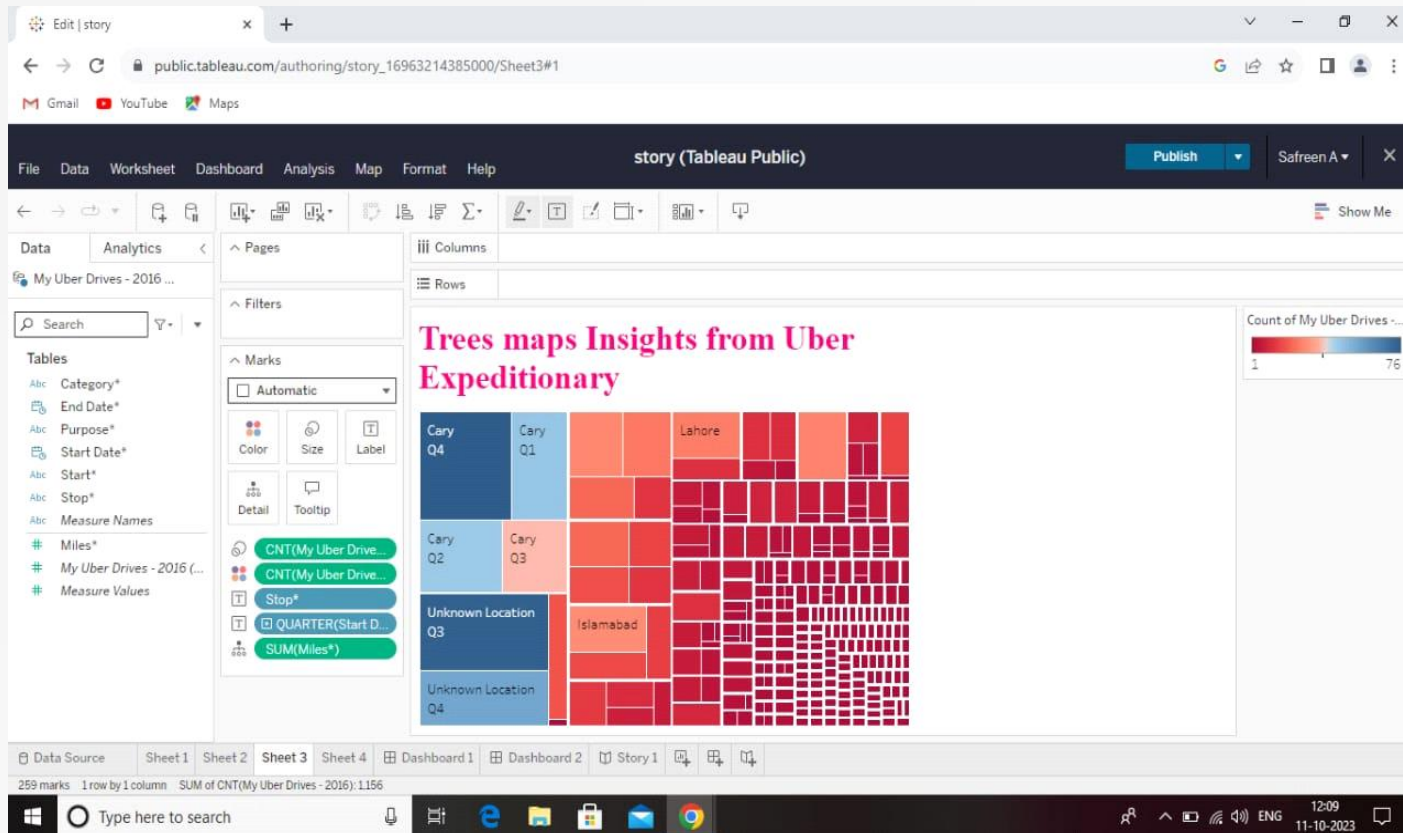 Edit | story
public.tableau.com/authoring/story_16963214385000/Sheet3#1
Gmail YouTube Maps
story (Tableau Public)
Publish
Safreen A
File Data Worksheet Dashboard Analysis Map Format Help
Show Me
Data Analytics
My Uber Drives - 2016 ...
Search
Tables
Abc Category*
End Date*
Abc Purpose*
Start Date*
Abc Start*
Abc Stop*
Abc Measure Names
# Miles*
# My Uber Drives - 2016 (...
# Measure Values
Pages
Filters
Marks
Automatic
Color Size Label
Detail Tooltip
CNT(My Uber Drive...
CNT(My Uber Drive...
T Stop*
T QUARTER(Start D...
SUM(Miles*)
Columns
Rows
Trees maps Insights from Uber
Expeditionary
Cary
Q4
Cary
Q1
Lahore
Cary
Q2
Cary
Q3
Unknown Location
Q3
Islamabad
Unknown Location
Q4
Count of My Uber Drives -...
1 76
Data Source Sheet 1 Sheet 2 Sheet 3 Sheet 4 Dashboard 1 Dashboard 2 Story 1
259 marks 1 row by 1 column SUM of CNT(My Uber Drives - 2016): 1,156
Type here to search
ENG
12:09
11-10-2023